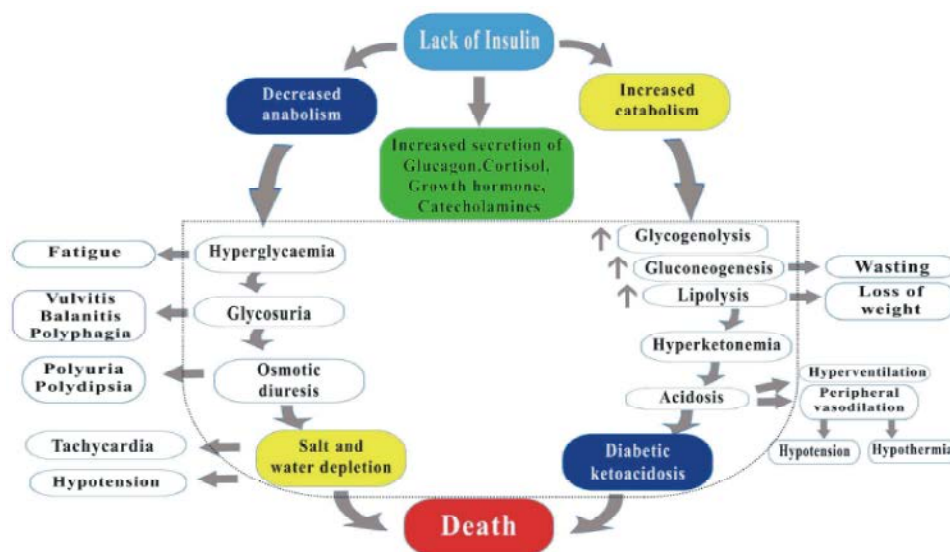 Lack of Insulin
Decreased
anabolism
Increased
catabolism
Increased secretion of
Glucagon,Cortisol,
Growth hormone,
Catecholamines
Fatigue
Hyperglycaemia
Glycogenolysis
Gluconeogenesis
Wasting
Vulvitis
Balanitis
Polyphagia
Glycosuria
Lipolysis
Loss of
weight
Hyperketonemia
Polyuria
Polydipsia
Osmotic
diuresis
Acidosis
Hyperventilation
Peripheral
vasodilation
Tachycardia
Hypotension
Salt and
water depletion
Diabetic
ketoacidosis
Hypotension
Hypothermia
Death